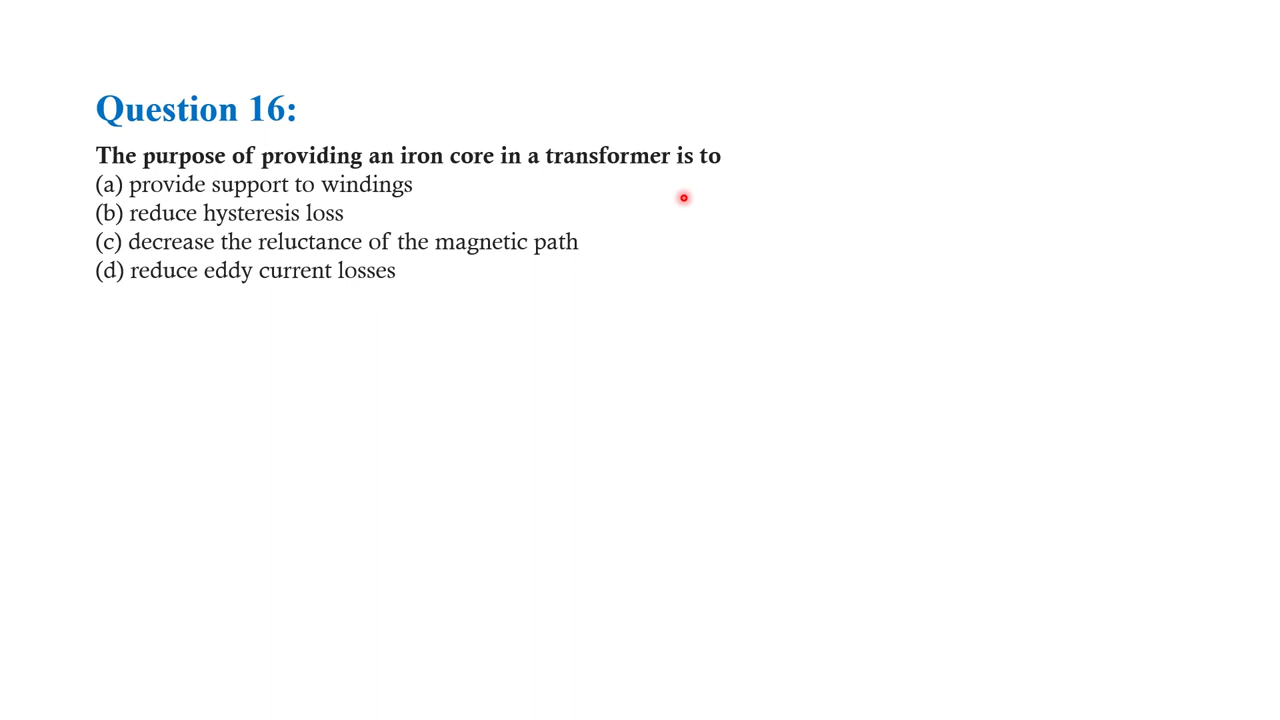 Question 16:
The purpose of providing an iron core in a transformer is to
(a) provide support to windings
(b) reduce hysteresis loss
(c) decrease the reluctance of the magnetic path
(d) reduce eddy current losses